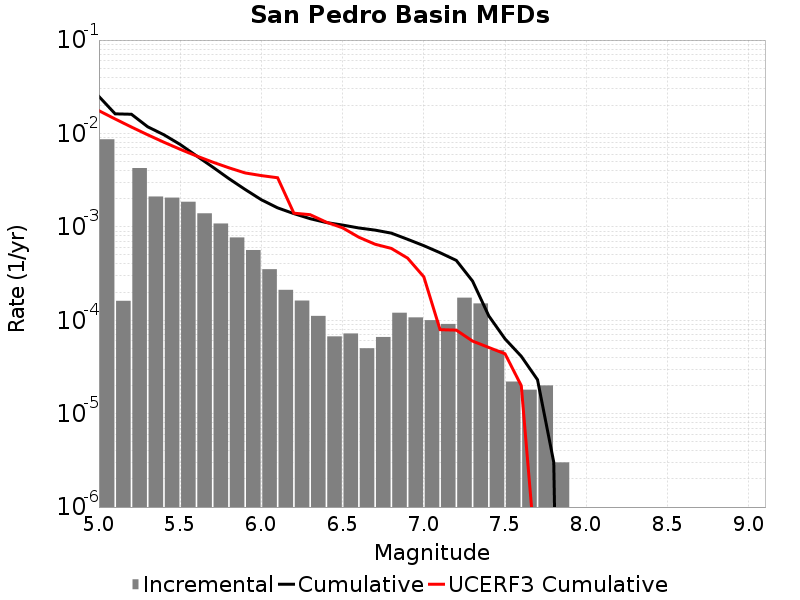 San Pedro Basin MFDs
10-1
10-2
10-3
10-4
10-5
10-6
Rate (1/yr)
5.0 5.5 6.0 6.5 7.0 7.5 8.0 8.5 9.0
Magnitude
Incremental Cumulative UCERF3 Cumulative